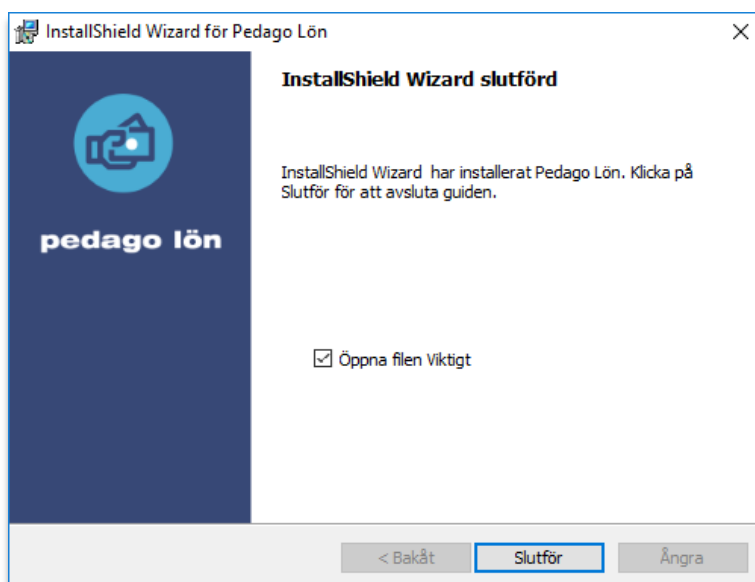 InstallShield Wizard för Pedago Lön
InstallShield Wizard slutförd
InstallShield Wizard har installerat Pedago Lön. Klicka på
Slutför för att avsluta guiden.
pedago lön
Öppna filen Viktigt
< Bakåt
Slutför
Ångra